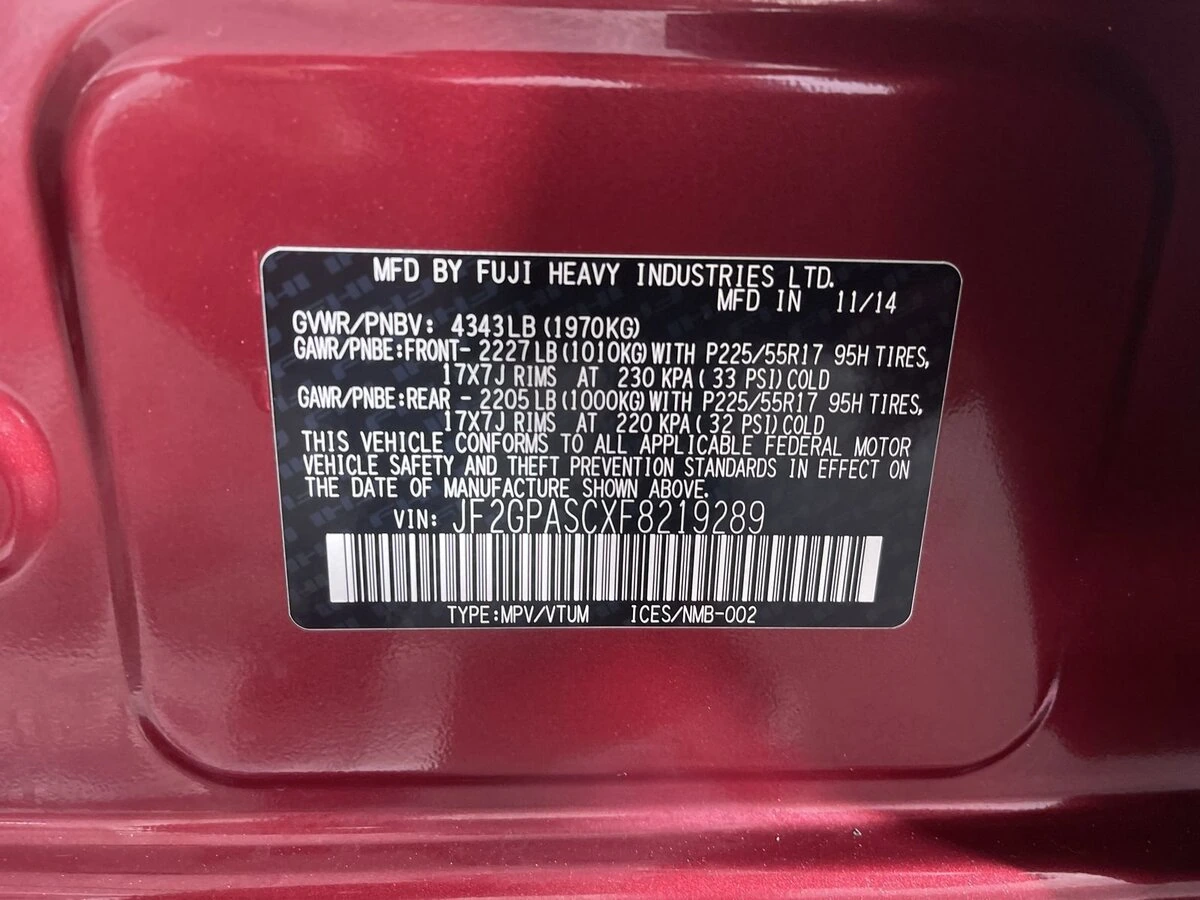 MFD BY FUJI HEAVY INDUSTRIES LTD.
MFD IN 11/14
GVWR/PNBV: 4343LB(1970KG)
GAWR/PNBE:FRONT- 2227LB(1010KG)WITH P225/55R17 95H TIRES,
17X7J RIMS AT 230 KPA( 33 PSI)COLD
GAWR/PNBE:REAR - 2205LB(1000KG)WITH P225/55R17 95H TIRES,
17X7J RIMS AT 220 KPA( 32 PSI)COLD
THIS VEHICLE CONFORMS TO ALL APPLICABLE FEDERAL MOTOR
VEHICLE SAFETY AND THEFT PREVENTION STANDARDS IN EFFECT ON
THE DATE OF MANUFACTURE SHOWN ABOVE.
VIN: JF2GPASCXF8219289
TYPE:MPV/VTUM ICES/NMB-002